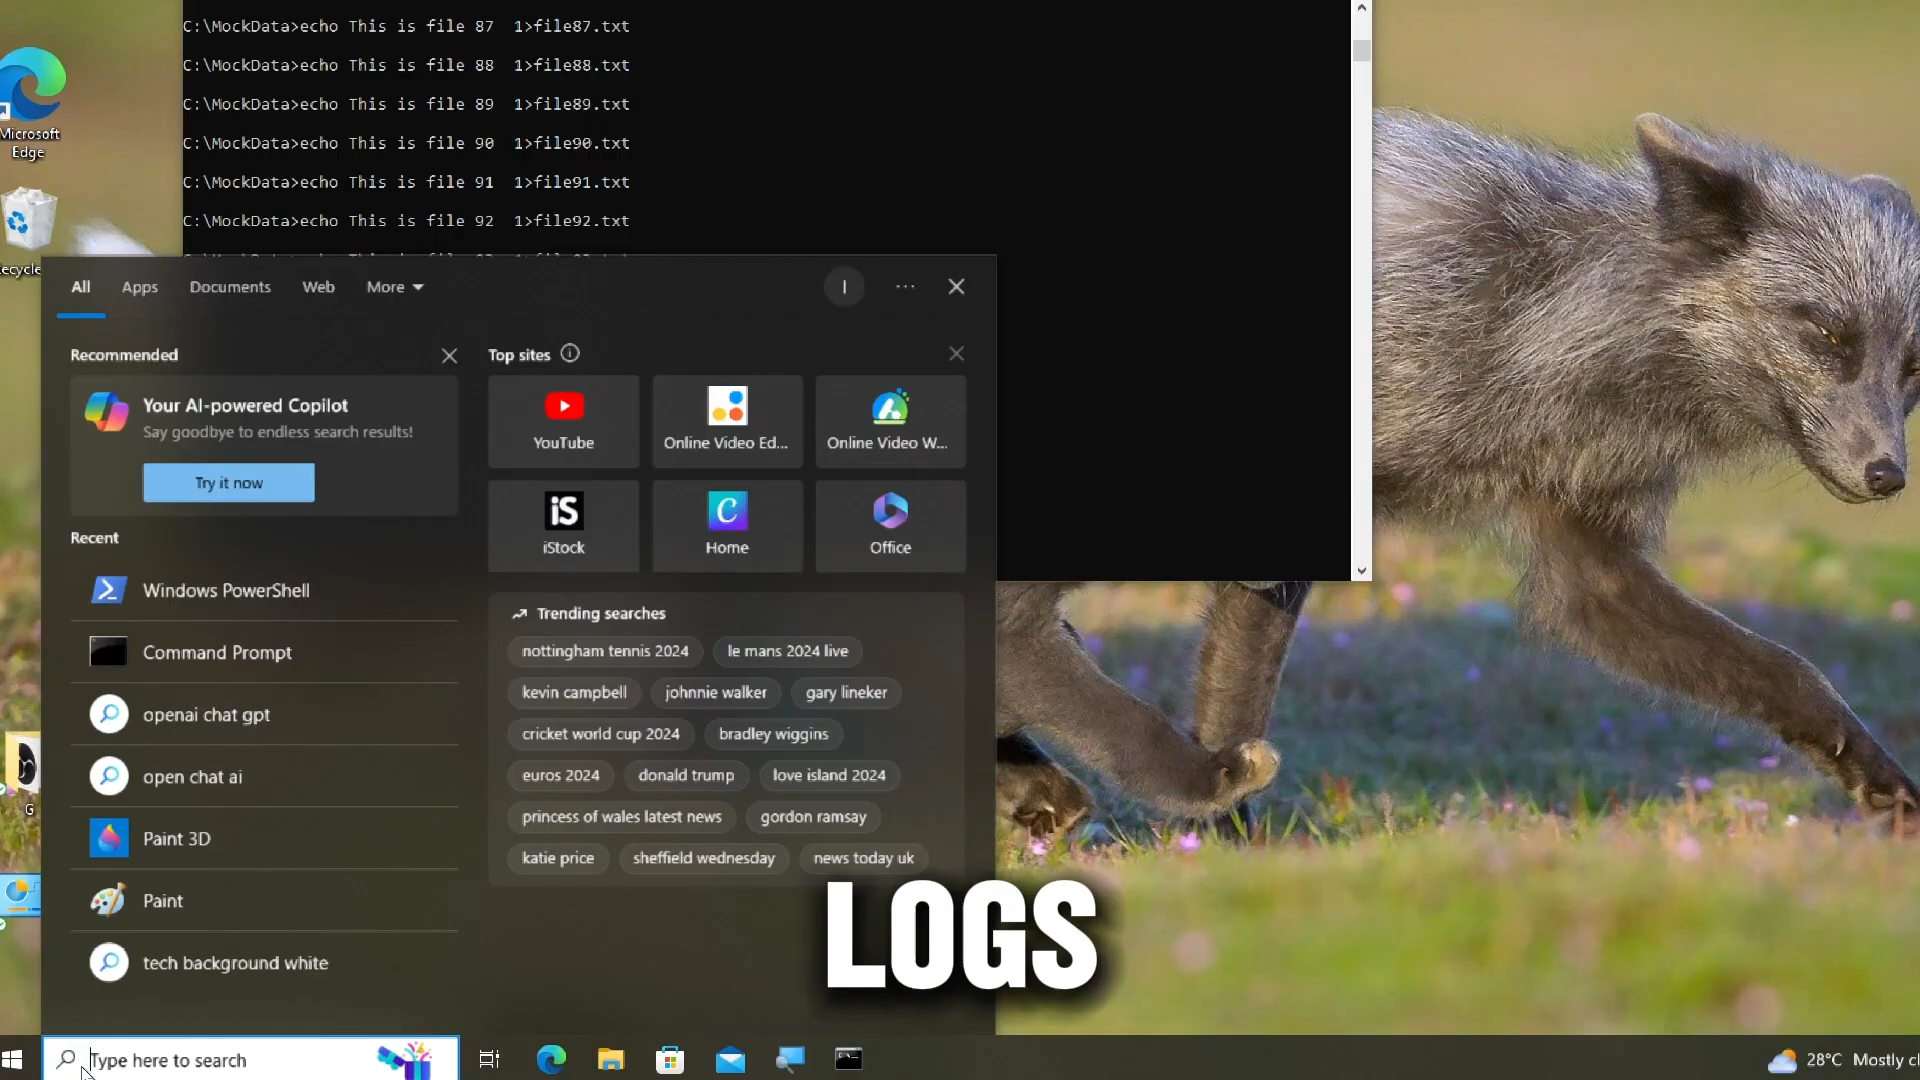 C:\MockData>echo This is file 87  1>file87.txt
C:\MockData>echo This is file 88  1>file88.txt
C:\MockData>echo This is file 89  1>file89.txt
C:\MockData>echo This is file 90  1>file90.txt
C:\MockData>echo This is file 91  1>file91.txt
C:\MockData>echo This is file 92  1>file92.txt
Microsoft
Edge
All Apps Documents Web More
I
Recommended
Your AI-powered Copilot
Say goodbye to endless search results!
Try it now
Recent
Windows PowerShell
Command Prompt
openai chat gpt
open chat ai
Paint 3D
Paint
tech background white
Top sites
YouTube
Online Video Ed...
Online Video W...
iS
iStock
C
Home
Office
Trending searches
nottingham tennis 2024
le mans 2024 live
kevin campbell
johnnie walker
gary lineker
cricket world cup 2024
bradley wiggins
euros 2024
donald trump
love island 2024
princess of wales latest news
gordon ramsay
katie price
sheffield wednesday
news today uk
G
LOGS
Type here to search
28°C Mostly cl